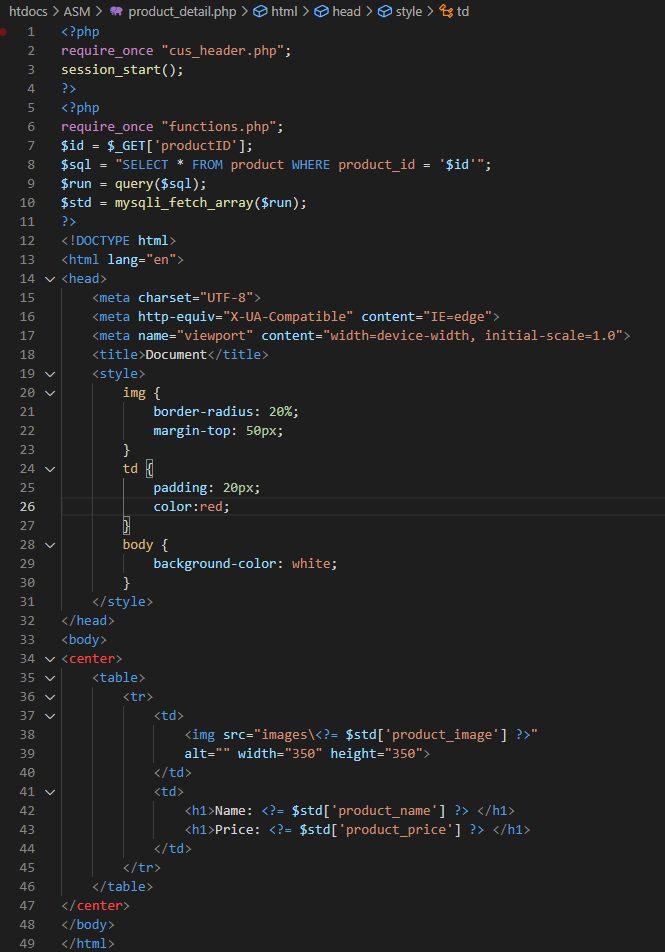 htdocs > ASM > product_detail.php > html > head > style > td
1 <?php
2 require_once "cus_header.php";
3 session_start();
4 ?>
5 <?php
6 require_once "functions.php";
7 $id = $_GET['productID'];
8 $sql = "SELECT * FROM product WHERE product_id = '$id'";
9 $run = query($sql);
10 $std = mysqli_fetch_array($run);
11 ?>
12 <!DOCTYPE html>
13 <html lang="en">
14 <head>
15     <meta charset="UTF-8">
16     <meta http-equiv="X-UA-Compatible" content="IE=edge">
17     <meta name="viewport" content="width=device-width, initial-scale=1.0">
18     <title>Document</title>
19     <style>
20         img {
21             border-radius: 20%;
22             margin-top: 50px;
23         }
24         td {
25             padding: 20px;
26             color:red;
27         }
28         body {
29             background-color: white;
30         }
31     </style>
32 </head>
33 <body>
34 <center>
35     <table>
36         <tr>
37             <td>
38                 <img src="images\<?= $std['product_image'] ?>"
39                 alt="" width="350" height="350">
40             </td>
41             <td>
42                 <h1>Name: <?= $std['product_name'] ?> </h1>
43                 <h1>Price: <?= $std['product_price'] ?> </h1>
44             </td>
45         </tr>
46     </table>
47 </center>
48 </body>
49 </html>